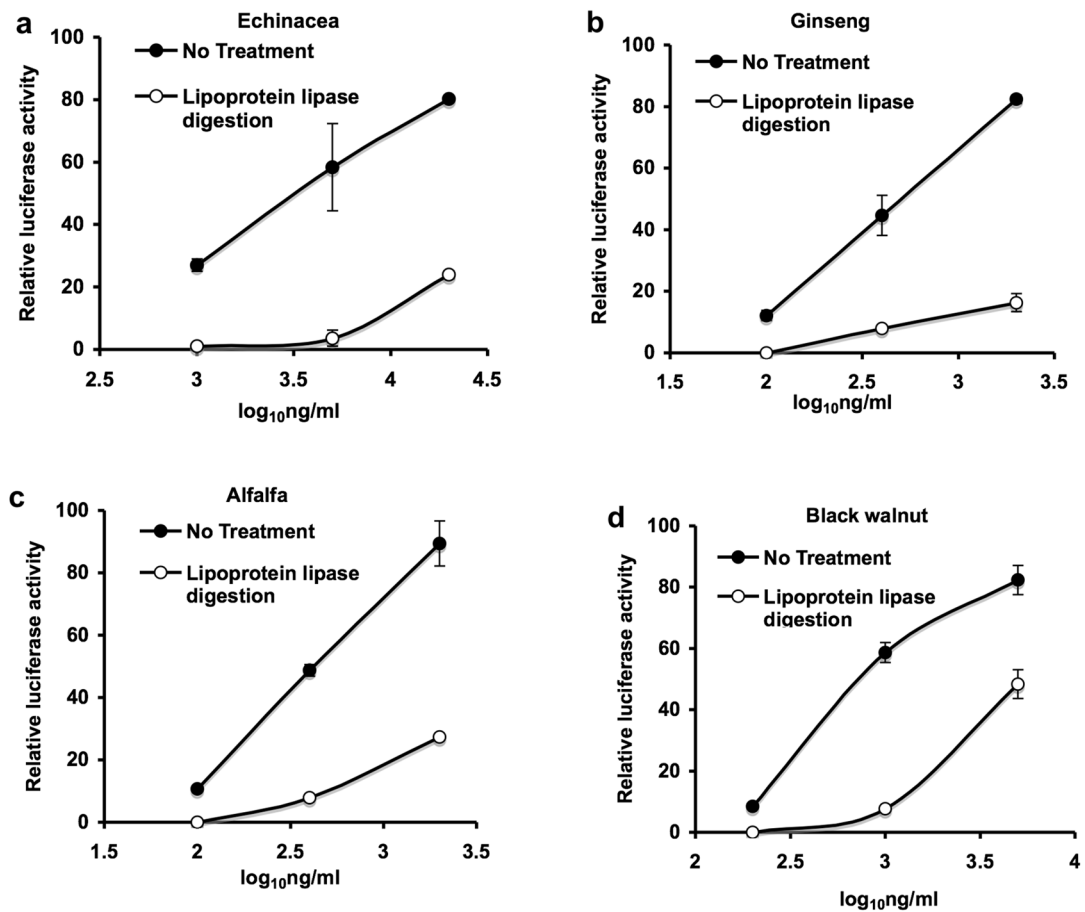 a
Echinacea
No Treatment
Lipoprotein lipase
digestion
Relative luciferase activity
100
80
60
40
20
0
2.5 3 3.5 4 4.5
log₁₀ng/ml
b
Ginseng
No Treatment
Lipoprotein lipase
digestion
Relative luciferase activity
100
80
60
40
20
0
1.5 2 2.5 3 3.5
log₁₀ng/ml
c
Alfalfa
No Treatment
Lipoprotein lipase
digestion
Relative luciferase activity
100
80
60
40
20
0
1.5 2 2.5 3 3.5
log₁₀ng/ml
d
Black walnut
No Treatment
Lipoprotein lipase
digestion
Relative luciferase activity
100
80
60
40
20
0
2 2.5 3 3.5 4
log₁₀ng/ml